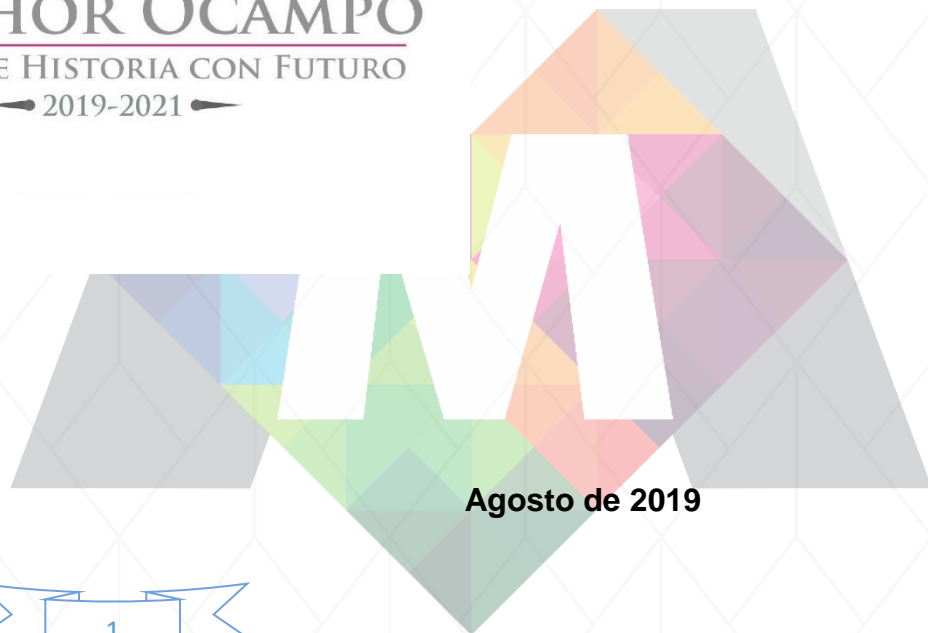 HOR OCAMPO
E HISTORIA CON FUTURO
2019-2021
M
Agosto de 2019
1